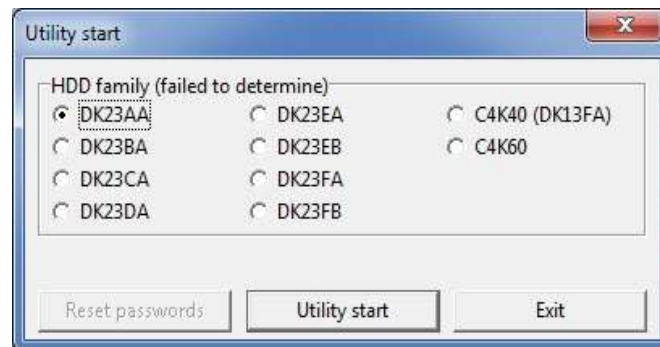 Utility start
HDD family (failed to determine)
DK23AA DK23EA C4K40 (DK13FA)
DK23BA DK23EB C4K60
DK23CA DK23FA
DK23DA DK23FB
Reset passwords Utility start Exit